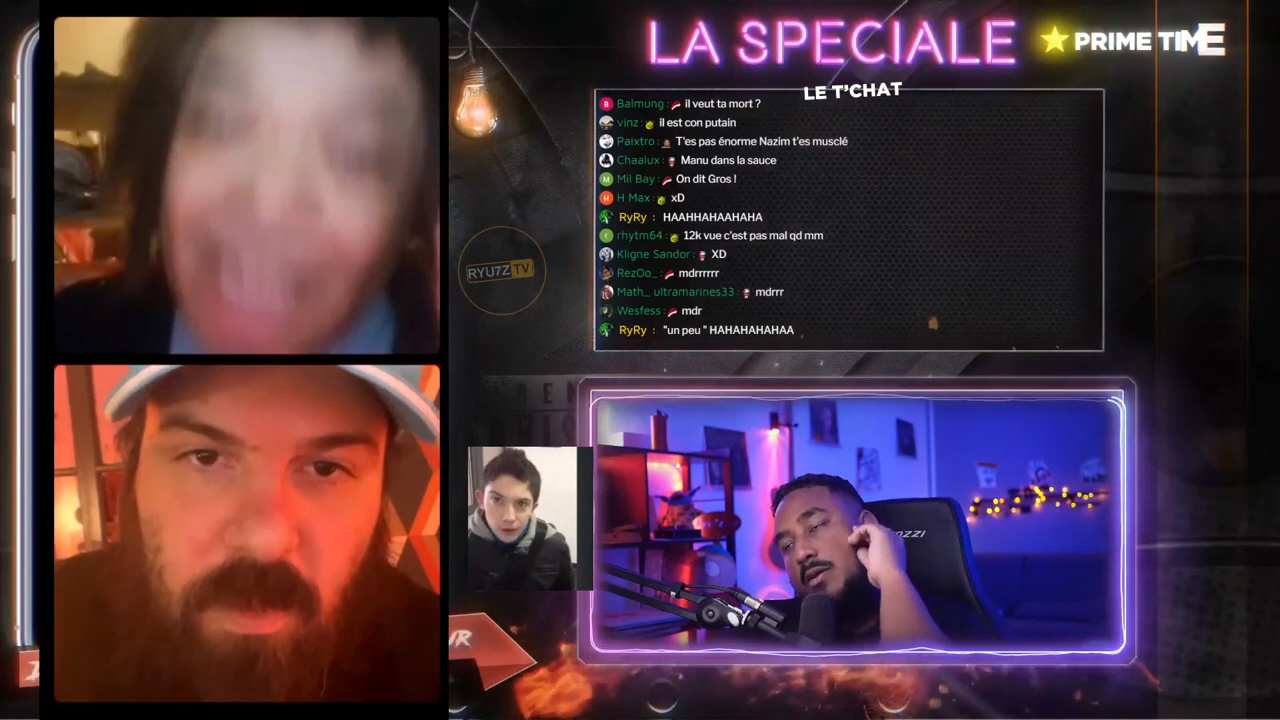 LA SPECIALE
PRIME TIME
LE T'CHAT
B Balmung : il veut ta mort ?
vinz : il est con putain
Paixtro : T'es pas énorme Nazim t'es musclé
Chaalux : Manu dans la sauce
M Mil Bay : On dit Gros !
H H Max : xD
RyRy : HAAHHAHAAHAHA
r rhytm64 : 12k vue c'est pas mal qd mm
Kligne Sandor : XD
RezOo_ : mdrrrrrr
Math_ ultramarines33 : mdrrr
Wesfess : mdr
RyRy : "un peu " HAHAHAHAHAA
RYU7Z TV